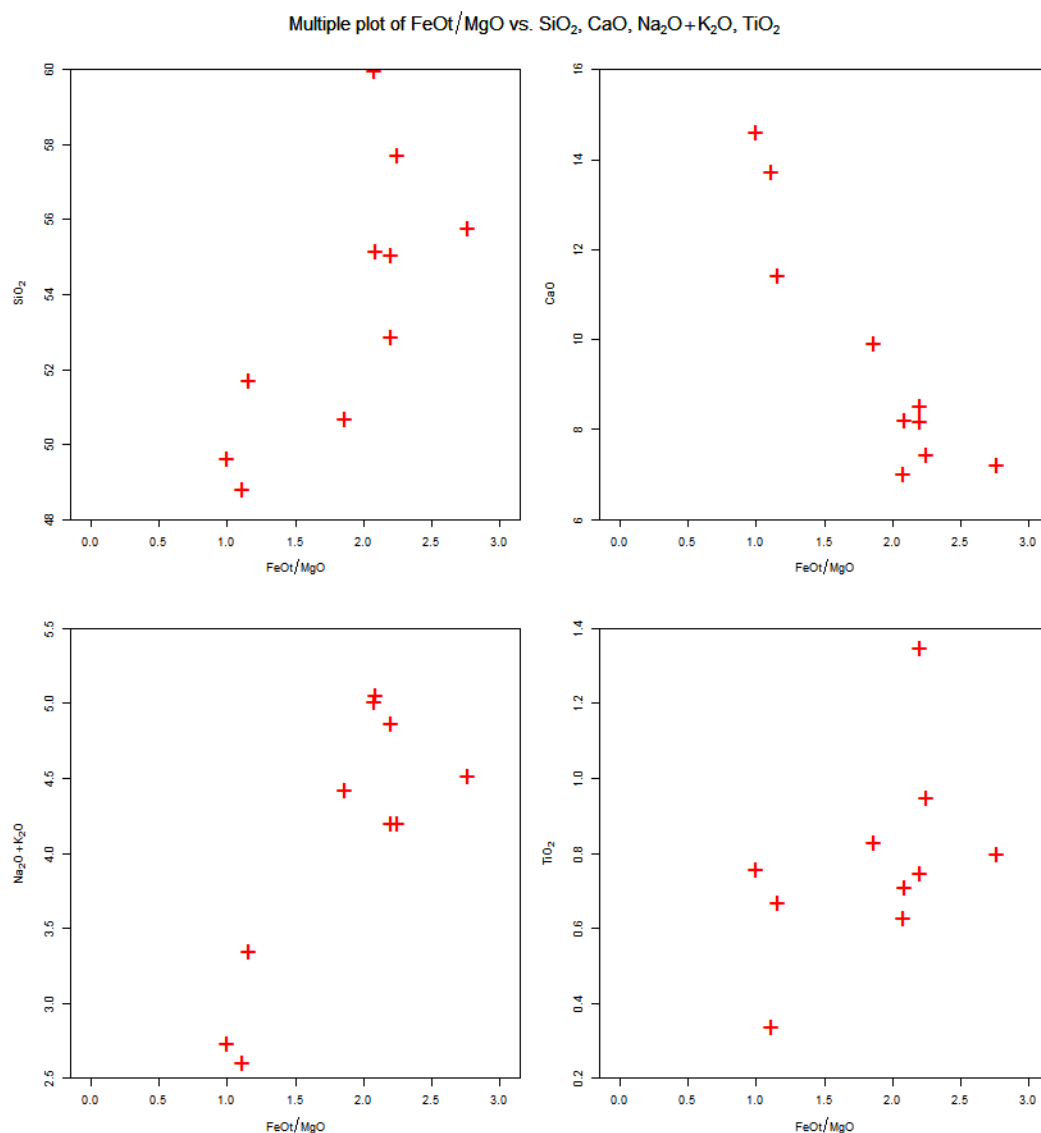 Multiple plot of FeOt/MgO vs. SiO₂, CaO, Na₂O+K₂O, TiO₂
60
58
56
54
52
50
48
SiO₂
0.0 0.5 1.0 1.5 2.0 2.5 3.0
FeOt/MgO
16
14
12
10
8
6
CaO
0.0 0.5 1.0 1.5 2.0 2.5 3.0
FeOt/MgO
5.5
5.0
4.5
4.0
3.5
3.0
2.5
Na₂O+K₂O
0.0 0.5 1.0 1.5 2.0 2.5 3.0
FeOt/MgO
1.4
1.2
1.0
0.8
0.6
0.4
0.2
TiO₂
0.0 0.5 1.0 1.5 2.0 2.5 3.0
FeOt/MgO